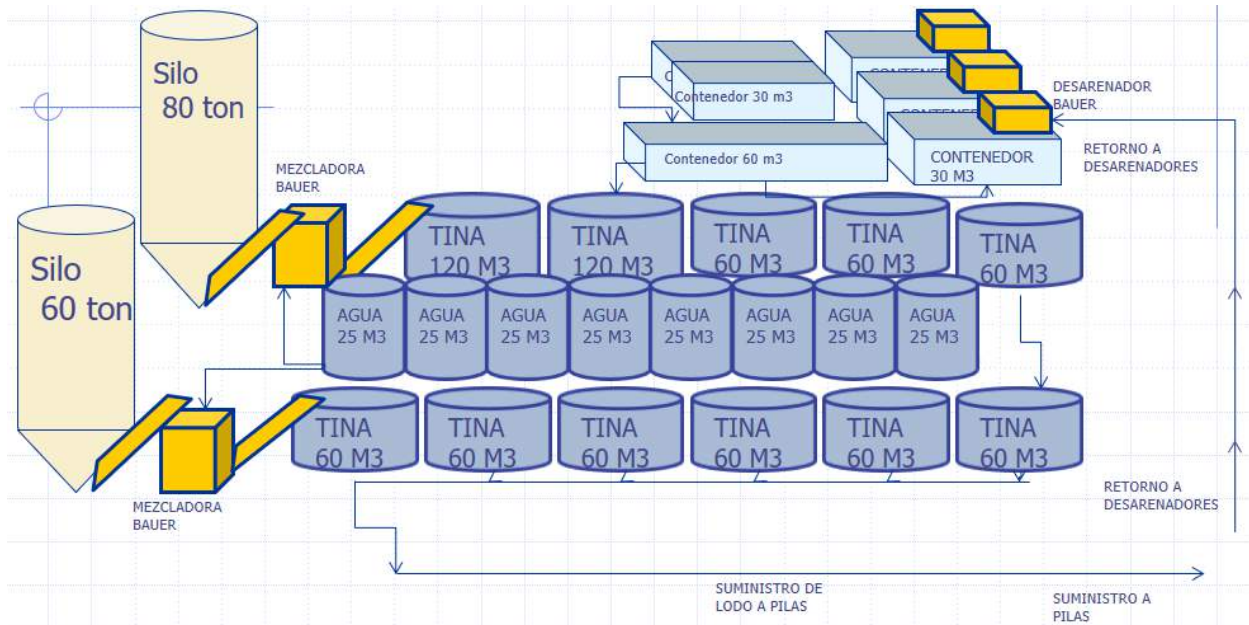 Silo
80 ton
Silo
60 ton
MEZCLADORA
BAUER
MEZCLADORA
BAUER
C
Contenedor 30 m3
Contenedor 60 m3
CONTENEDOR
CONTENEDOR
CONTENEDOR
30 M3
DESARENADOR
BAUER
RETORNO A
DESARENADORES
TINA
120 M3
TINA
120 M3
TINA
60 M3
TINA
60 M3
TINA
60 M3
AGUA
25 M3
AGUA
25 M3
AGUA
25 M3
AGUA
25 M3
AGUA
25 M3
AGUA
25 M3
AGUA
25 M3
AGUA
25 M3
TINA
60 M3
TINA
60 M3
TINA
60 M3
TINA
60 M3
TINA
60 M3
TINA
60 M3
RETORNO A
DESARENADORES
SUMINISTRO DE
LODO A PILAS
SUMINISTRO A
PILAS